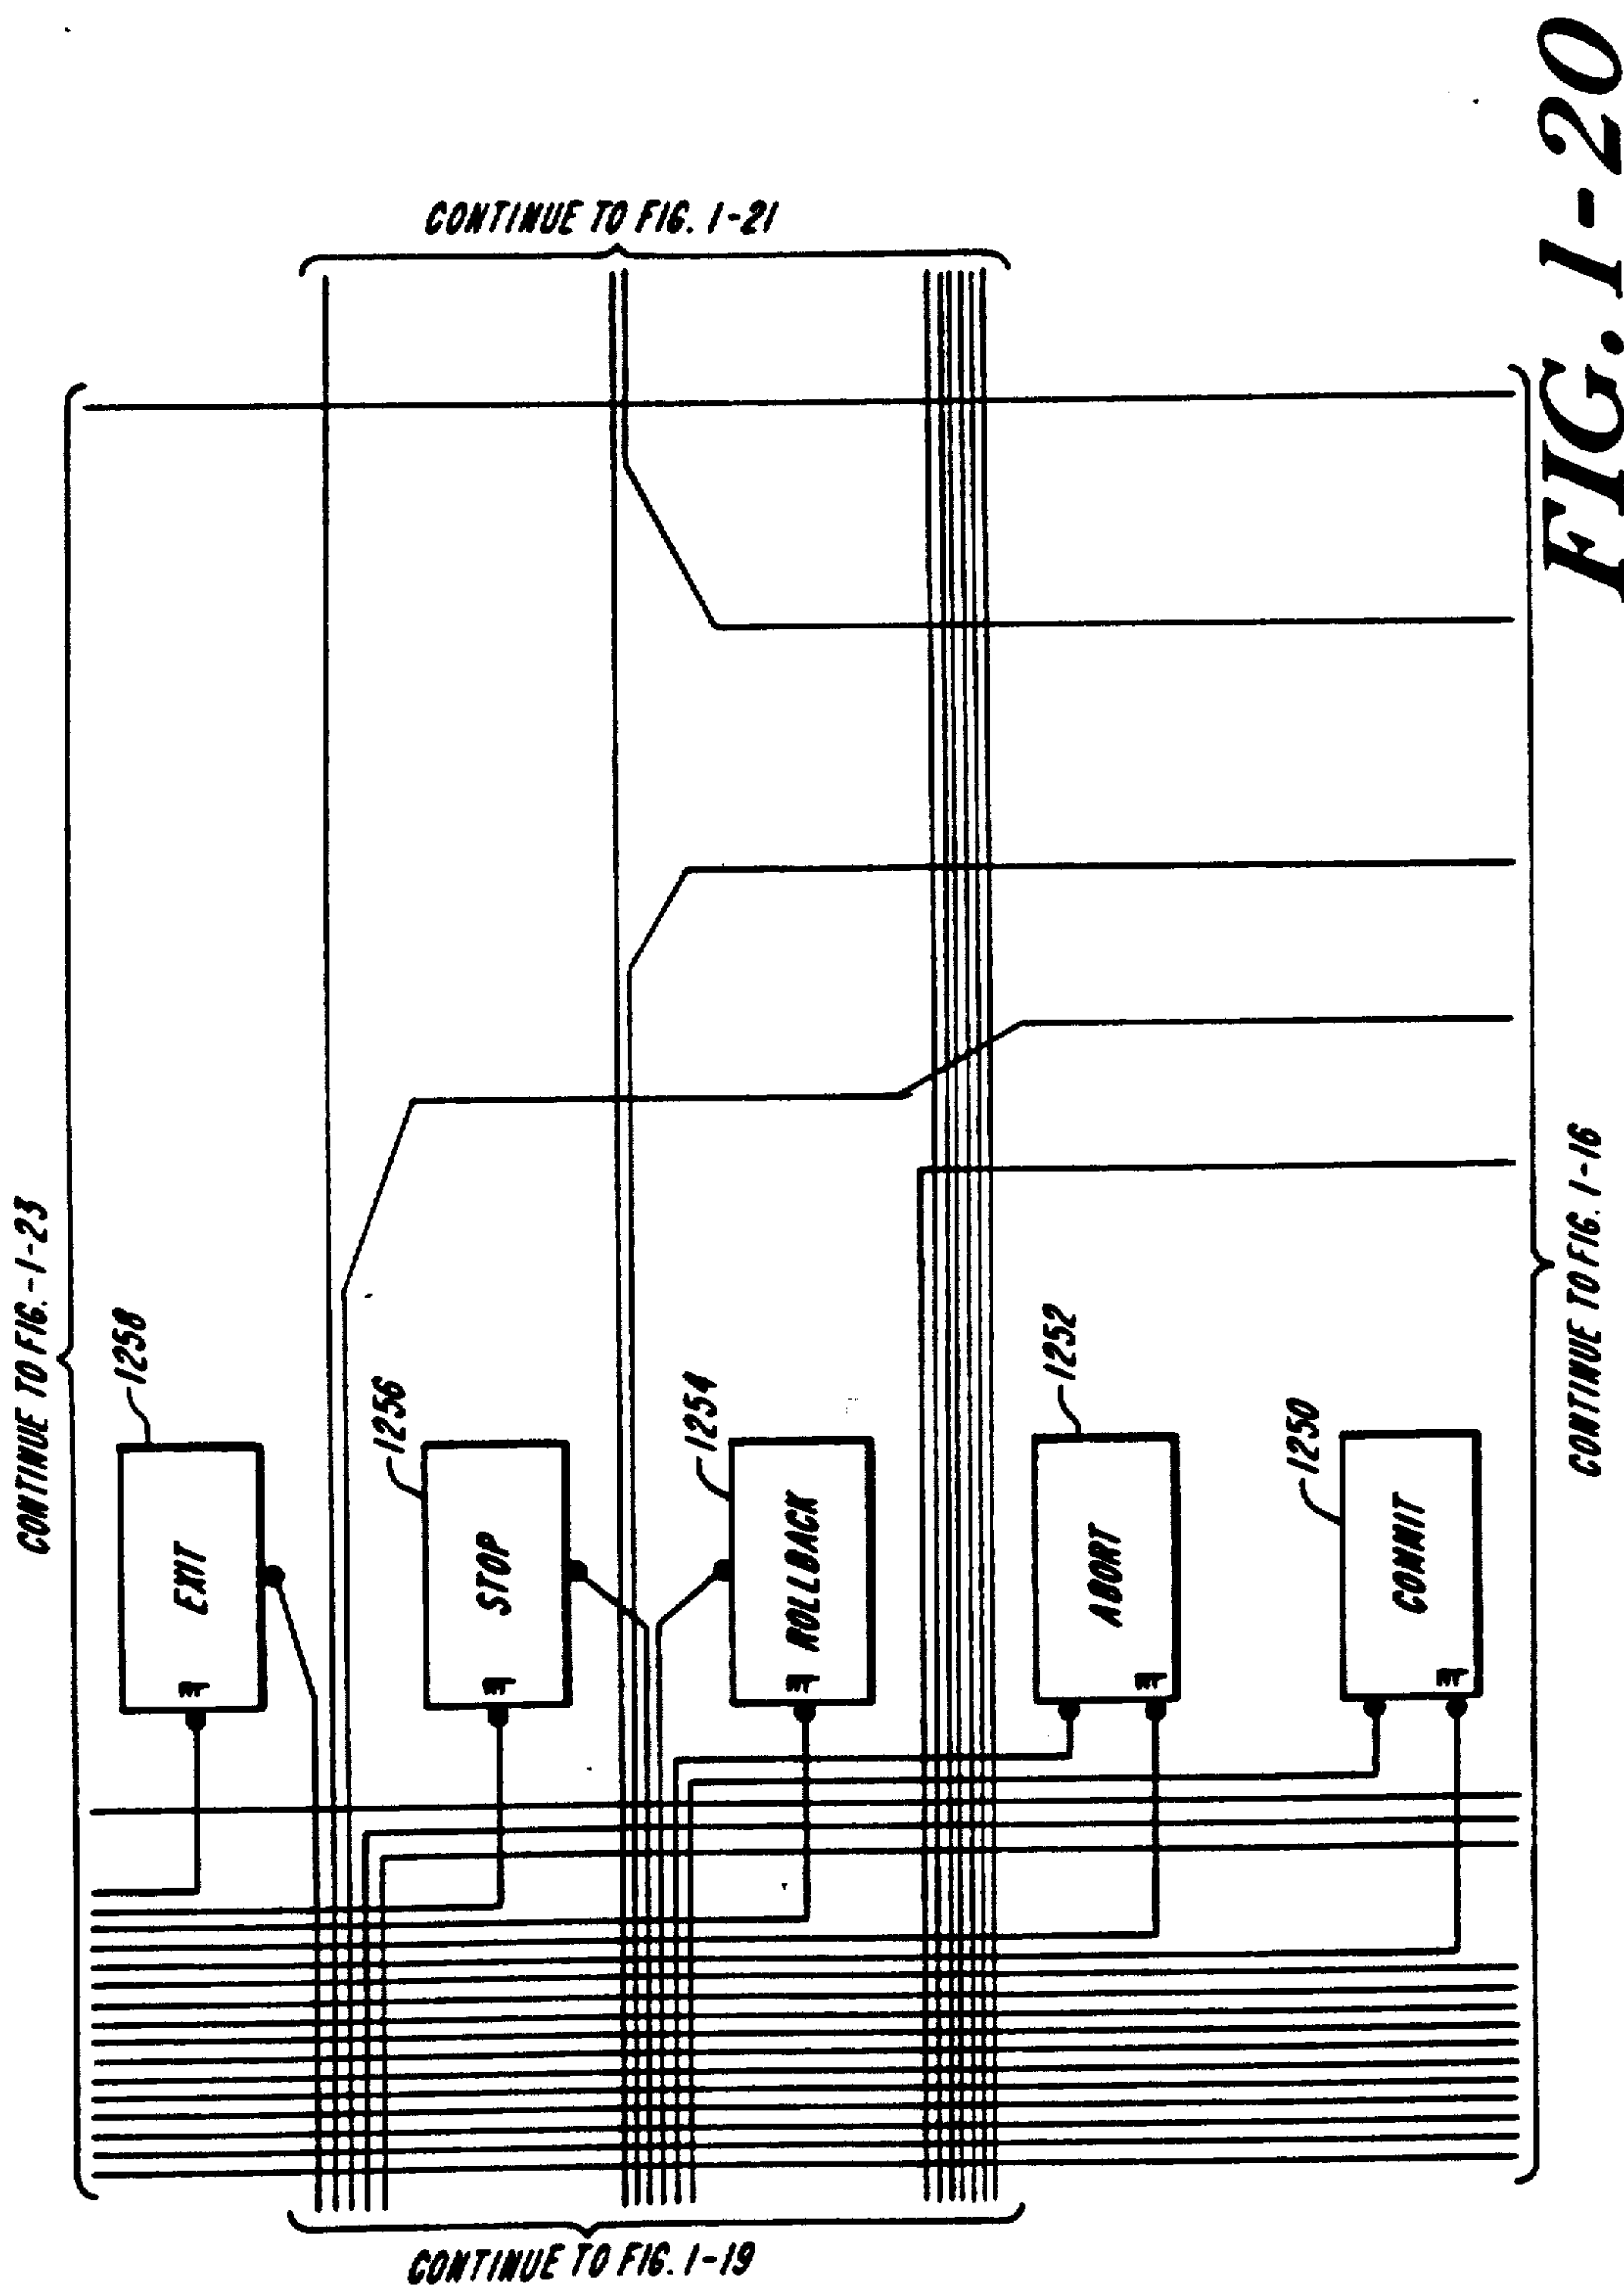 CONTINUE TO FIG.-1-23
1258
EXIT
1256
STOP
1254
ROLLBACK
1252
ABORT
1250
COMMIT
CONTINUE TO FIG. 1-21
CONTINUE TO FIG. 1-19
CONTINUE TO FIG. 1-16
FIG. 1-20